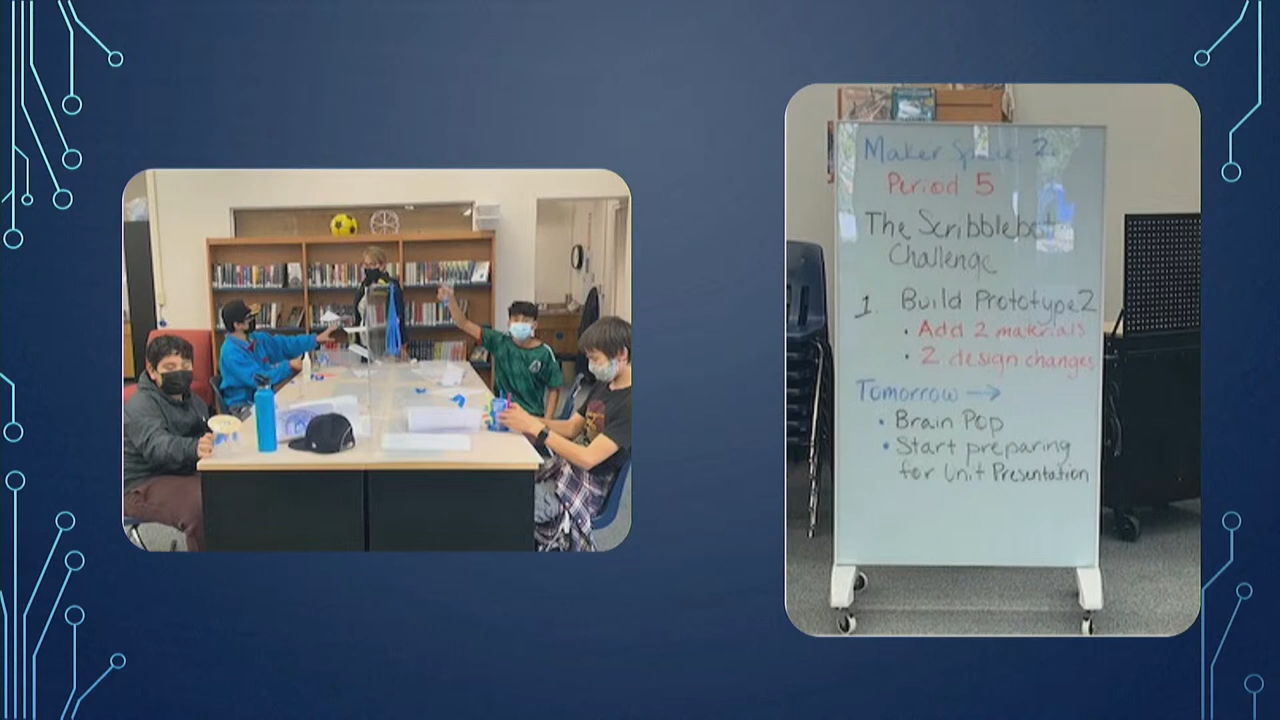 Maker Space 2
Period 5
The Scribblebot
Challenge
1. Build Prototype 2
• Add 2 materials
• 2 design changes
Tomorrow →
• Brain Pop
• Start preparing
for Unit Presentation